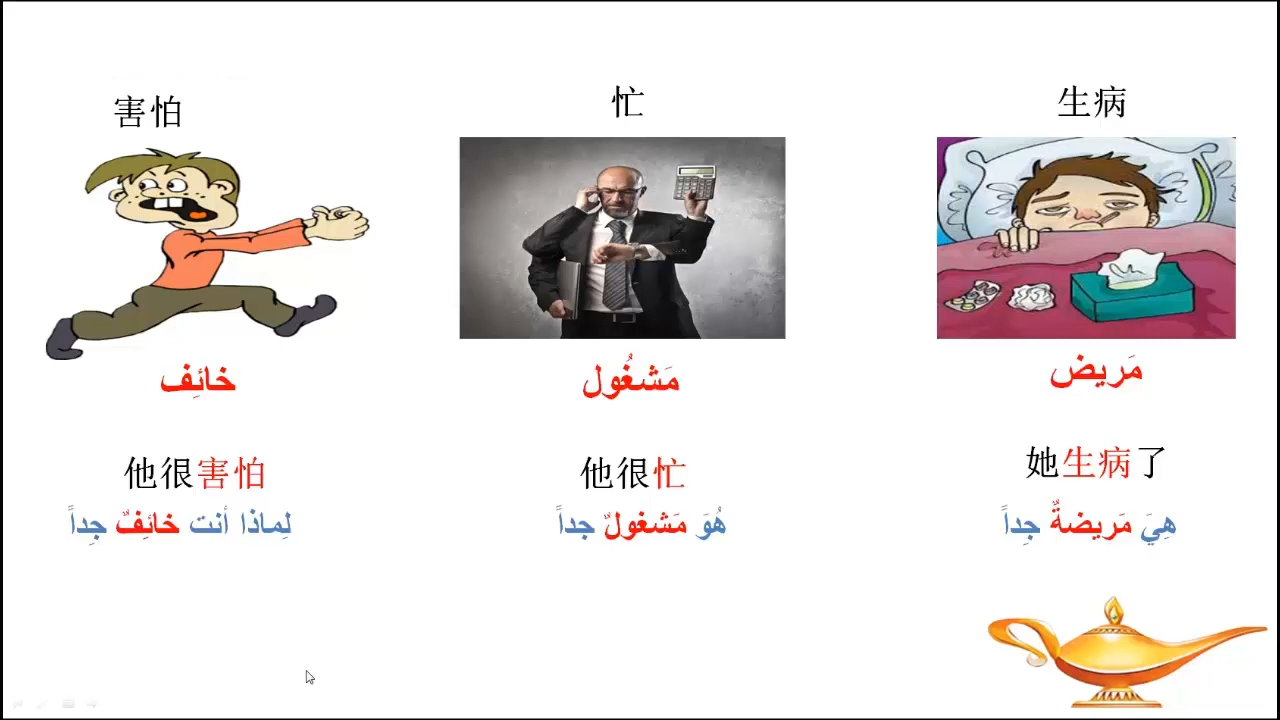 害怕
忙
生病
خائِف
مَشغُول
مَريض
他很害怕
他很忙
她生病了
لِماذا أنت خائِفٌ جِداً
هُوَ مَشغولٌ جداً
هِيَ مَريضةٌ جِداً